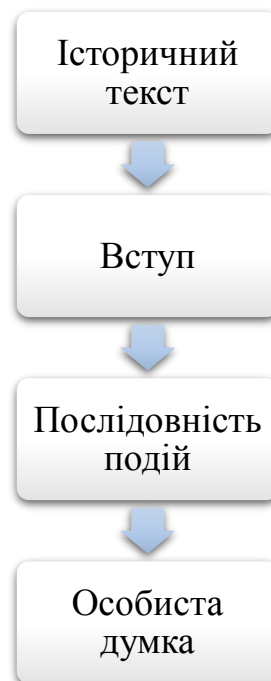 Історичний
текст
Вступ
Послідовність
подій
Особиста
думка